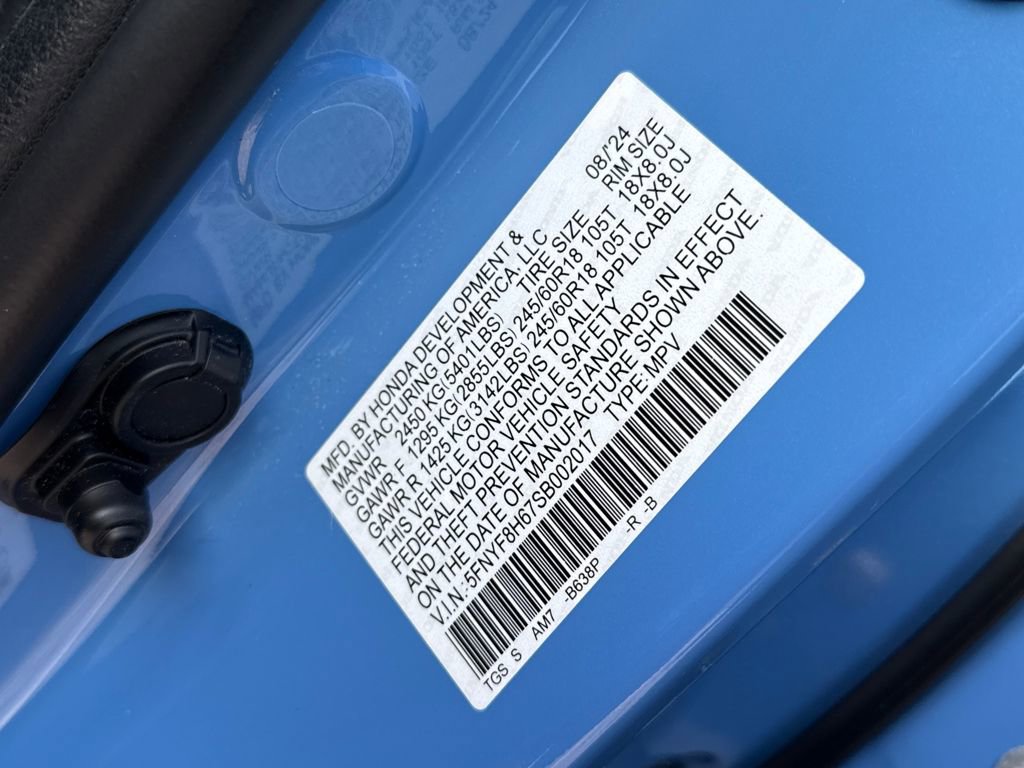 MFD. BY HONDA DEVELOPMENT &
MANUFACTURING OF AMERICA, LLC 08/'24
GVWR 2450 KG(5401LBS) TIRE SIZE RIM SIZE
GAWR F 1295 KG(2855LBS) 245/60R18 105T 18X8.0J
GAWR R 1425 KG(3142LBS) 245/60R18 105T 18X8.0J
THIS VEHICLE CONFORMS TO ALL APPLICABLE
FEDERAL MOTOR VEHICLE SAFETY
AND THEFT PREVENTION STANDARDS IN EFFECT
ON THE DATE OF MANUFACTURE SHOWN ABOVE.
V.I.N: 5FNYF8H67SB002017 TYPE:MPV
TGS S AM7 -B638P -R -B